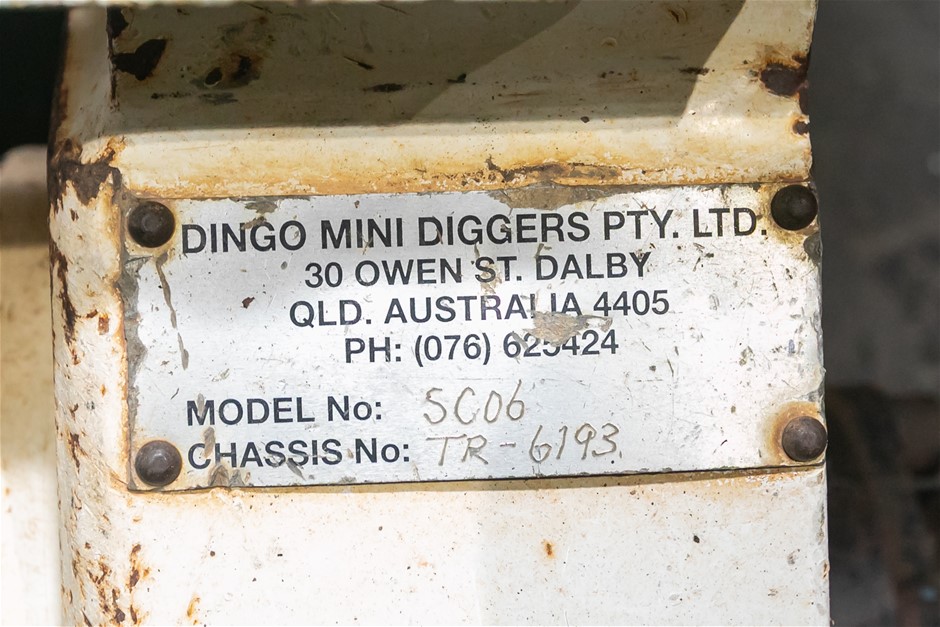 DINGO MINI DIGGERS PTY. LTD.
30 OWEN ST. DALBY
QLD. AUSTRALIA 4405
PH: (076) 625424
MODEL No: SC06
CHASSIS No: TR-6193